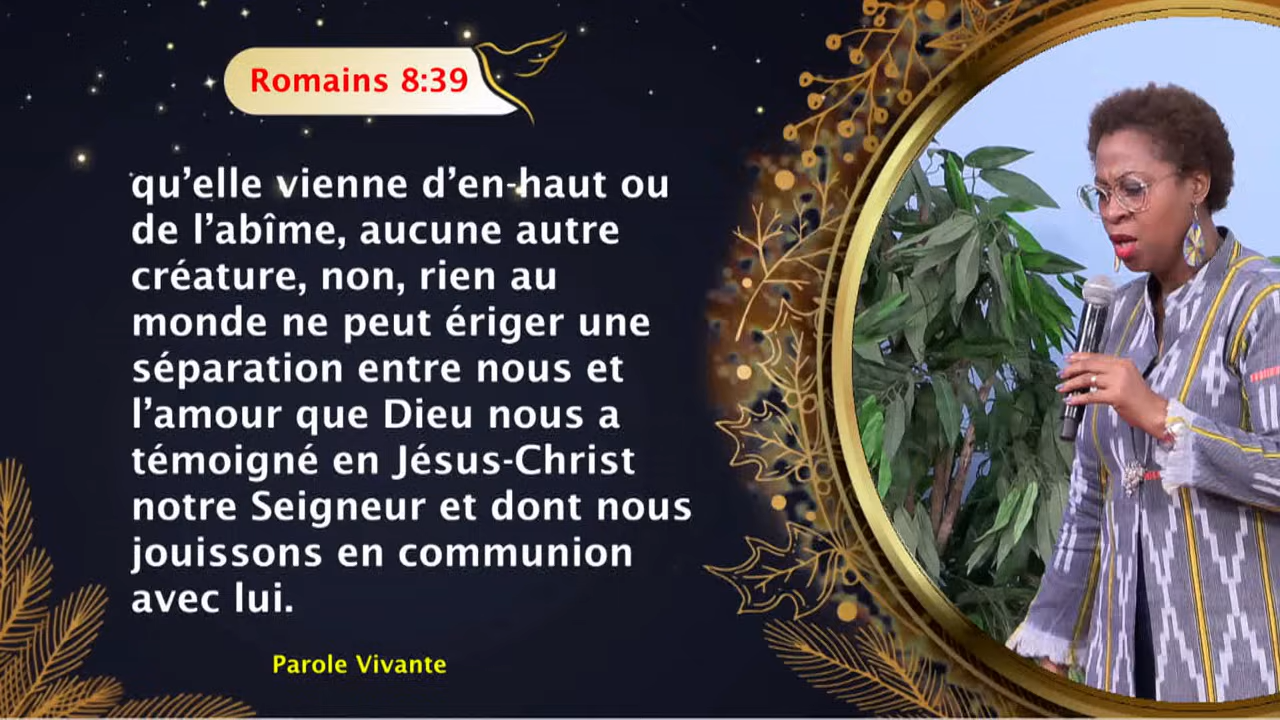 Romains 8:39
qu’elle vienne d’en-haut ou
de l’abîme, aucune autre
créature, non, rien au
monde ne peut ériger une
séparation entre nous et
l’amour que Dieu nous a
témoigné en Jésus-Christ
notre Seigneur et dont nous
jouissons en communion
avec lui.
Parole Vivante